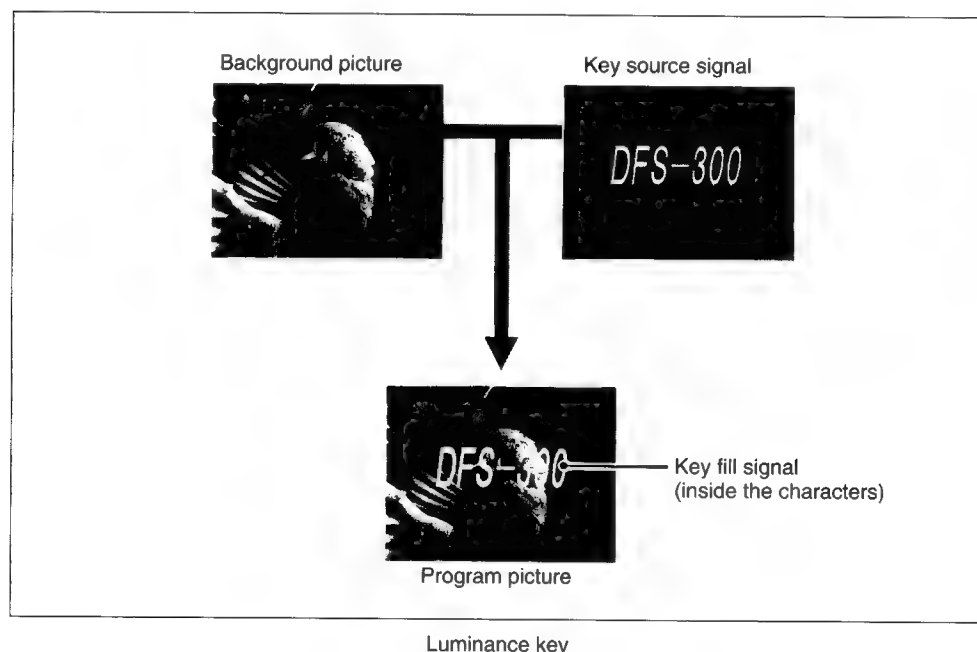 Background picture
Key source signal
DFS-300
DFS-300
Key fill signal
(inside the characters)
Program picture
Luminance key